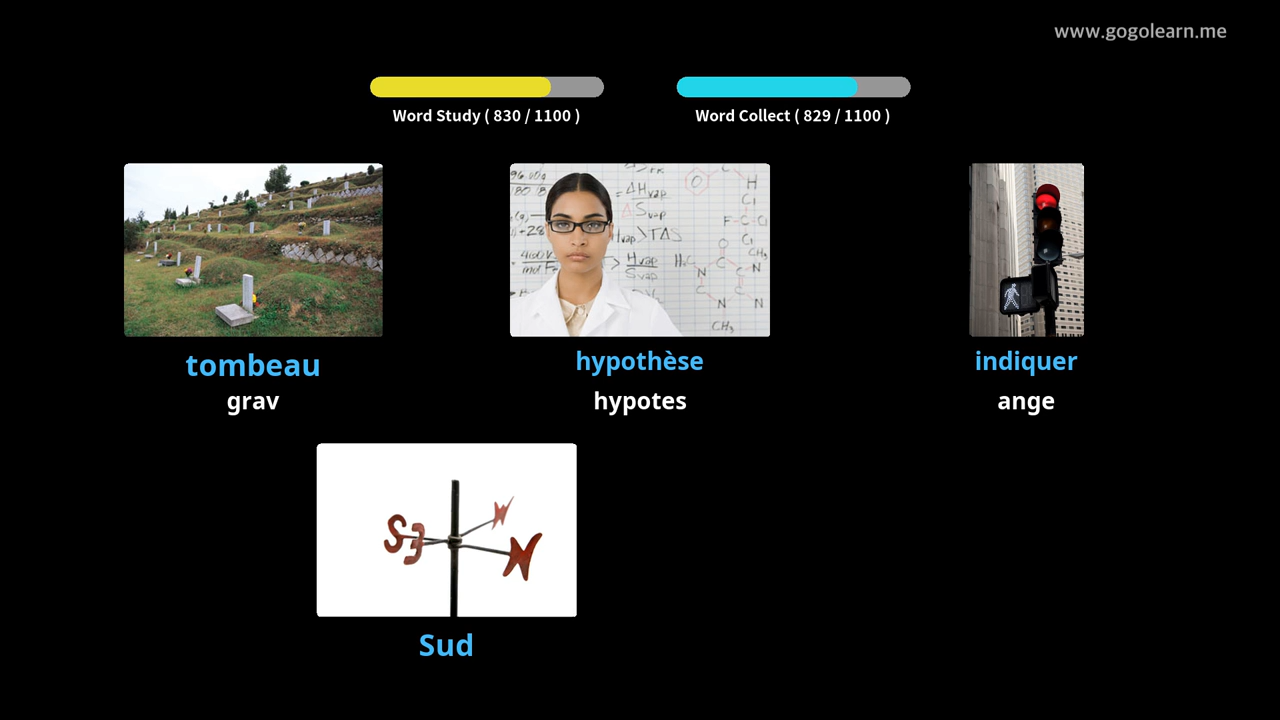 www.gogolearn.me
Word Study ( 830 / 1100 )
Word Collect ( 829 / 1100 )
tombeau
hypothèse
indiquer
grav
hypotes
ange
Sud